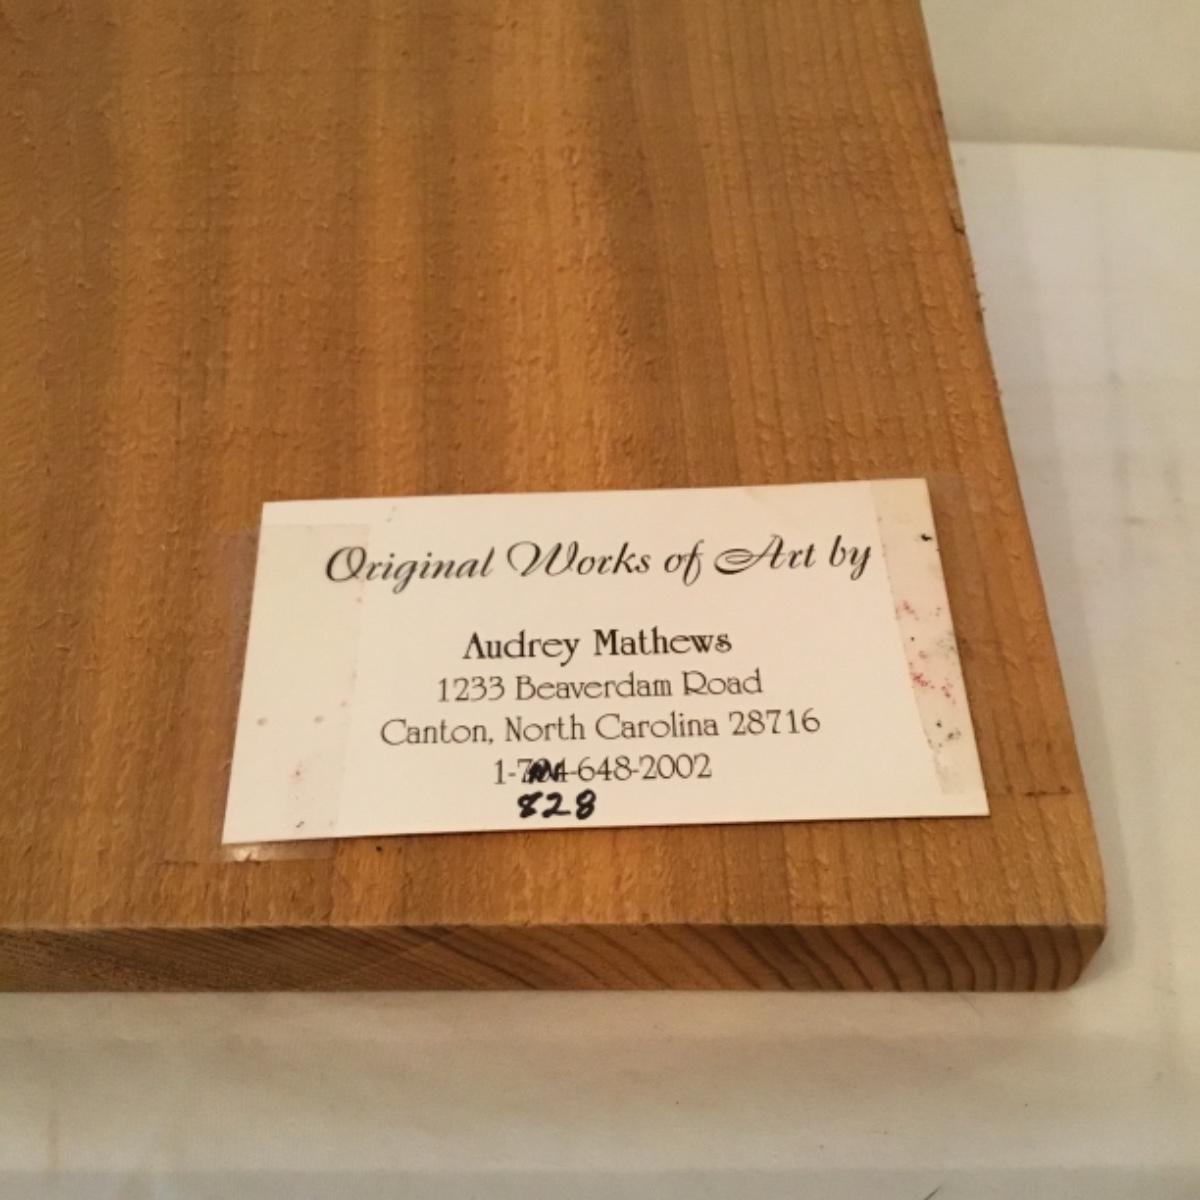 Original Works of Art by
Audrey Mathews
1233 Beaverdam Road
Canton, North Carolina 28716
1-704-648-2002
828